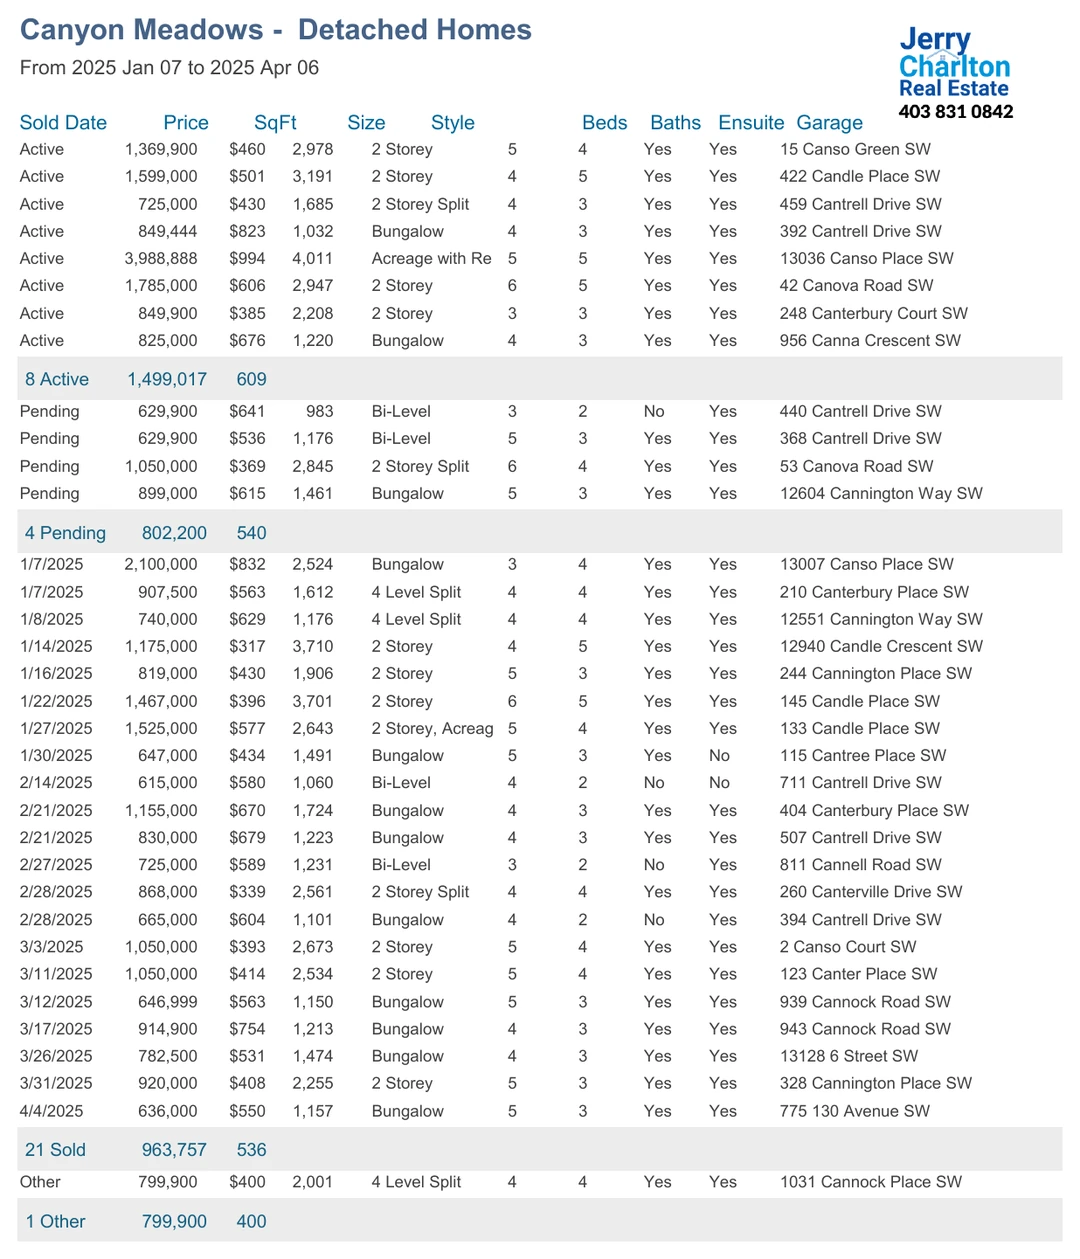 Canyon Meadows - Detached Homes
From 2025 Jan 07 to 2025 Apr 06
Jerry
Charlton
Real Estate
403 831 0842
Sold Date Price SqFt Size Style Beds Baths Ensuite Garage
Active 1,369,900 $460 2,978 2 Storey 5 4 Yes Yes 15 Canso Green SW
Active 1,599,000 $501 3,191 2 Storey 4 5 Yes Yes 422 Candle Place SW
Active 725,000 $430 1,685 2 Storey Split 4 3 Yes Yes 459 Cantrell Drive SW
Active 849,444 $823 1,032 Bungalow 4 3 Yes Yes 392 Cantrell Drive SW
Active 3,988,888 $994 4,011 Acreage with Re 5 5 Yes Yes 13036 Canso Place SW
Active 1,785,000 $606 2,947 2 Storey 6 5 Yes Yes 42 Canova Road SW
Active 849,900 $385 2,208 2 Storey 3 3 Yes Yes 248 Canterbury Court SW
Active 825,000 $676 1,220 Bungalow 4 3 Yes Yes 956 Canna Crescent SW
8 Active 1,499,017 609
Pending 629,900 $641 983 Bi-Level 3 2 No Yes 440 Cantrell Drive SW
Pending 629,900 $536 1,176 Bi-Level 5 3 Yes Yes 368 Cantrell Drive SW
Pending 1,050,000 $369 2,845 2 Storey Split 6 4 Yes Yes 53 Canova Road SW
Pending 899,000 $615 1,461 Bungalow 5 3 Yes Yes 12604 Cannington Way SW
4 Pending 802,200 540
1/7/2025 2,100,000 $832 2,524 Bungalow 3 4 Yes Yes 13007 Canso Place SW
1/7/2025 907,500 $563 1,612 4 Level Split 4 4 Yes Yes 210 Canterbury Place SW
1/8/2025 740,000 $629 1,176 4 Level Split 4 4 Yes Yes 12551 Cannington Way SW
1/14/2025 1,175,000 $317 3,710 2 Storey 4 5 Yes Yes 12940 Candle Crescent SW
1/16/2025 819,000 $430 1,906 2 Storey 5 3 Yes Yes 244 Cannington Place SW
1/22/2025 1,467,000 $396 3,701 2 Storey 6 5 Yes Yes 145 Candle Place SW
1/27/2025 1,525,000 $577 2,643 2 Storey, Acreag 5 4 Yes Yes 133 Candle Place SW
1/30/2025 647,000 $434 1,491 Bungalow 5 3 Yes No 115 Cantree Place SW
2/14/2025 615,000 $580 1,060 Bi-Level 4 2 No No 711 Cantrell Drive SW
2/21/2025 1,155,000 $670 1,724 Bungalow 4 3 Yes Yes 404 Canterbury Place SW
2/21/2025 830,000 $679 1,223 Bungalow 4 3 Yes Yes 507 Cantrell Drive SW
2/27/2025 725,000 $589 1,231 Bi-Level 3 2 No Yes 811 Cannell Road SW
2/28/2025 868,000 $339 2,561 2 Storey Split 4 4 Yes Yes 260 Canterville Drive SW
2/28/2025 665,000 $604 1,101 Bungalow 4 2 No Yes 394 Cantrell Drive SW
3/3/2025 1,050,000 $393 2,673 2 Storey 5 4 Yes Yes 2 Canso Court SW
3/11/2025 1,050,000 $414 2,534 2 Storey 5 4 Yes Yes 123 Canter Place SW
3/12/2025 646,999 $563 1,150 Bungalow 5 3 Yes Yes 939 Cannock Road SW
3/17/2025 914,900 $754 1,213 Bungalow 4 3 Yes Yes 943 Cannock Road SW
3/26/2025 782,500 $531 1,474 Bungalow 4 3 Yes Yes 13128 6 Street SW
3/31/2025 920,000 $408 2,255 2 Storey 5 3 Yes Yes 328 Cannington Place SW
4/4/2025 636,000 $550 1,157 Bungalow 5 3 Yes Yes 775 130 Avenue SW
21 Sold 963,757 536
Other 799,900 $400 2,001 4 Level Split 4 4 Yes Yes 1031 Cannock Place SW
1 Other 799,900 400